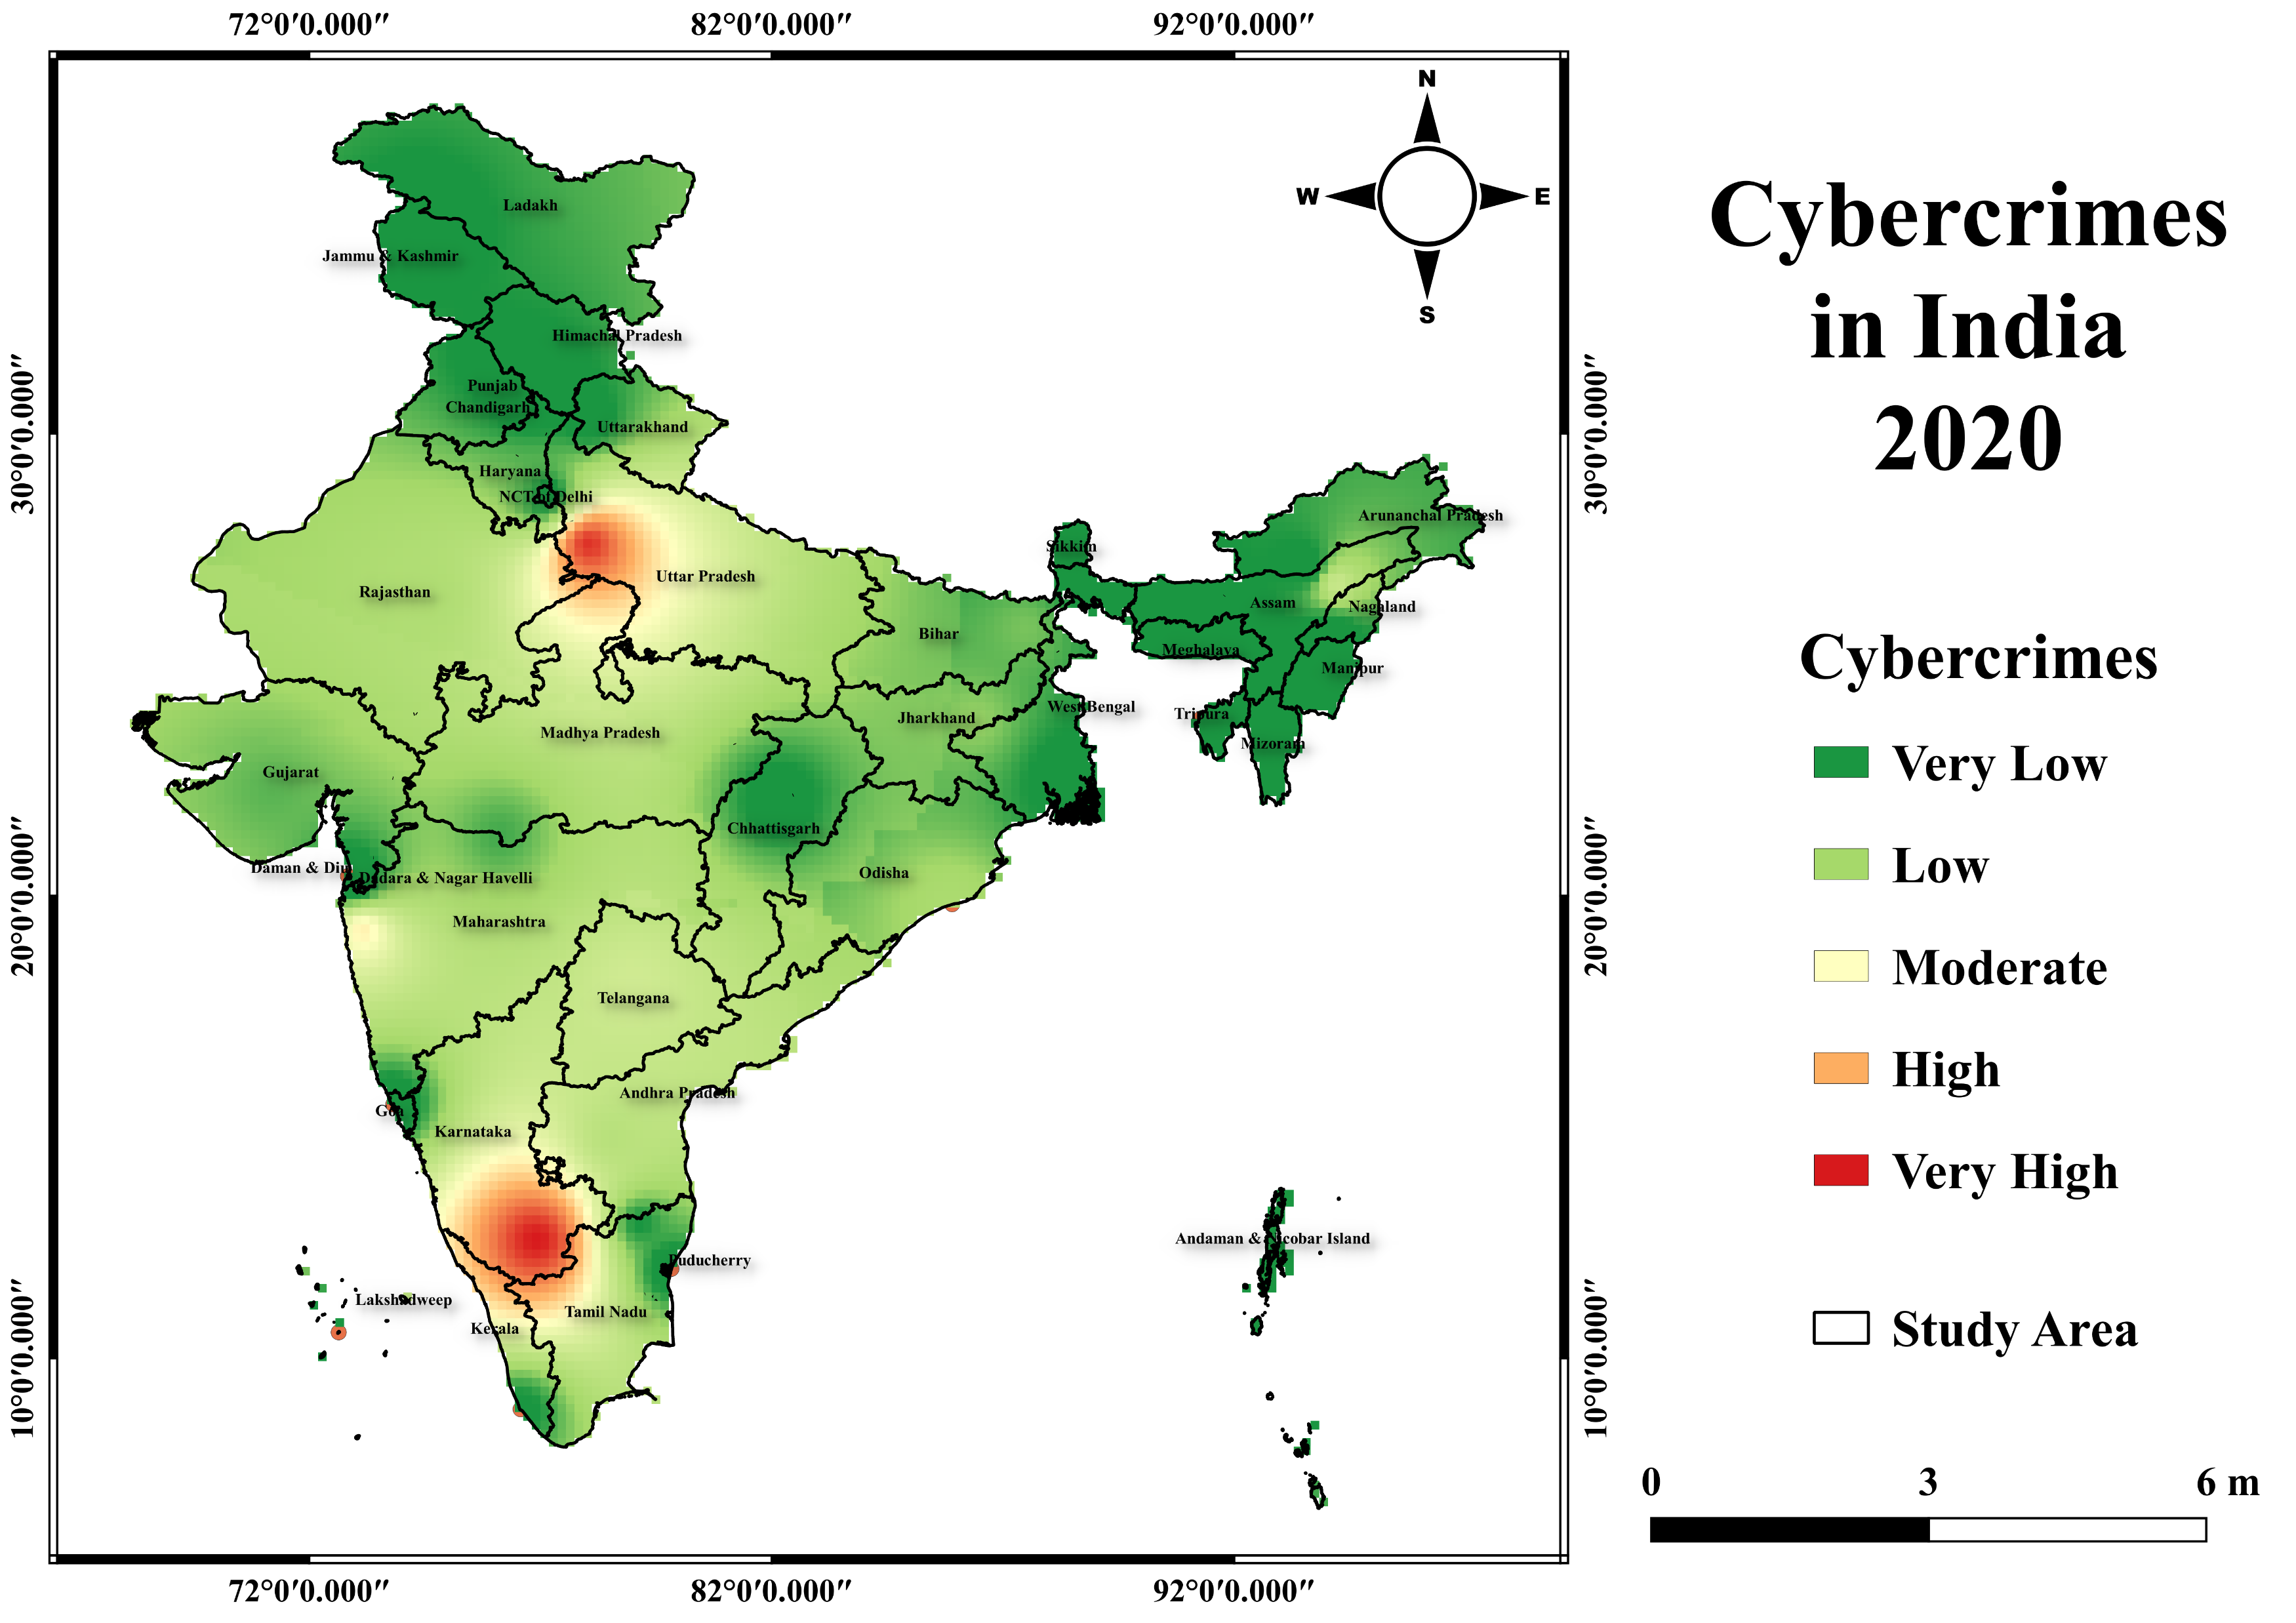 72°0′0.000″ 82°0′0.000″ 92°0′0.000″
N
W E
S
Cybercrimes
in India
2020
Ladakh
Jammu & Kashmir
Himachal Pradesh
30°0′0.000″ 30°0′0.000″
Punjab
Chandigarh
Uttarakhand
Haryana
NCT of Delhi
Arunanchal Pradesh
Sikkim
Uttar Pradesh
Rajasthan
Assam
Nagaland
Bihar
Meghalaya
Manipur
West Bengal
Tripura
Jharkhand
Madhya Pradesh
Mizoram
Gujarat
Chhattisgarh
20°0′0.000″ 20°0′0.000″
Daman & Diu
Dadara & Nagar Havelli
Odisha
Maharashtra
Telangana
Andhra Pradesh
Goa
Karnataka
Andaman & Nicobar Island
Puducherry
Lakshadweep
Tamil Nadu
Kerala
10°0′0.000″ 10°0′0.000″
Cybercrimes
Very Low
Low
Moderate
High
Very High
Study Area
0 3 6 m
72°0′0.000″ 82°0′0.000″ 92°0′0.000″